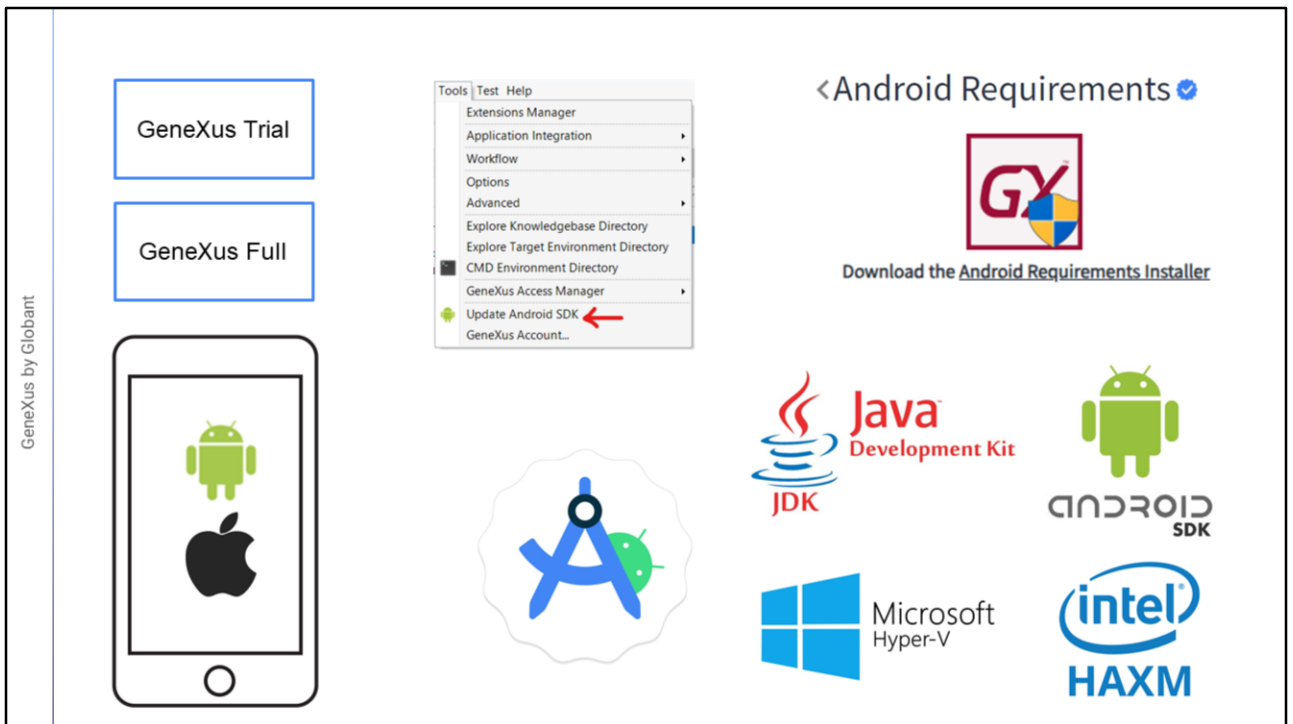 GeneXus by Globant
GeneXus Trial
GeneXus Full
Tools Test Help
Extensions Manager
Application Integration
Workflow
Options
Advanced
Explore Knowledgebase Directory
Explore Target Environment Directory
CMD Environment Directory
GeneXus Access Manager
Update Android SDK
GeneXus Account...
<Android Requirements
GX™
Download the Android Requirements Installer
Java™
Development Kit
JDK
android
SDK
Microsoft
Hyper-V
intel
HAXM